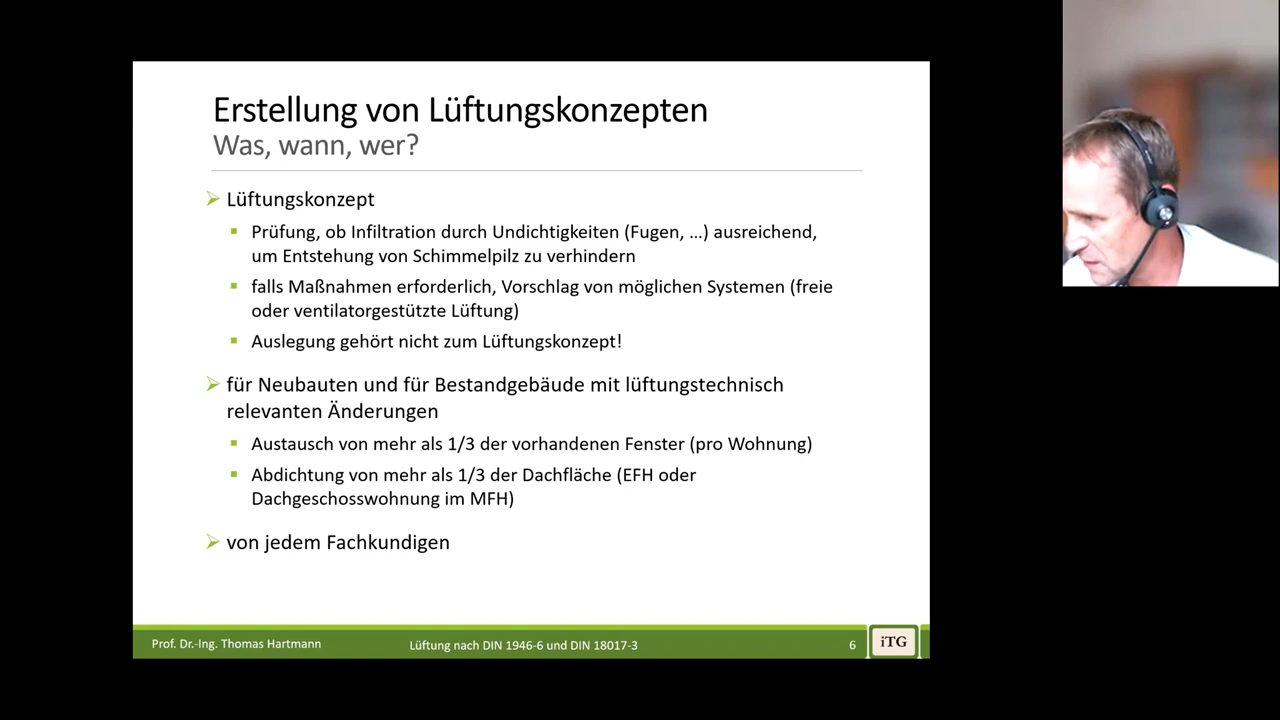 Erstellung von Lüftungskonzepten
Was, wann, wer?
Lüftungskonzept
Prüfung, ob Infiltration durch Undichtigkeiten (Fugen, …) ausreichend,
um Entstehung von Schimmelpilz zu verhindern
falls Maßnahmen erforderlich, Vorschlag von möglichen Systemen (freie
oder ventilatorgestützte Lüftung)
Auslegung gehört nicht zum Lüftungskonzept!
für Neubauten und für Bestandgebäude mit lüftungstechnisch
relevanten Änderungen
Austausch von mehr als 1/3 der vorhandenen Fenster (pro Wohnung)
Abdichtung von mehr als 1/3 der Dachfläche (EFH oder
Dachgeschosswohnung im MFH)
von jedem Fachkundigen
Prof. Dr.-Ing. Thomas Hartmann
Lüftung nach DIN 1946-6 und DIN 18017-3
6
iTG